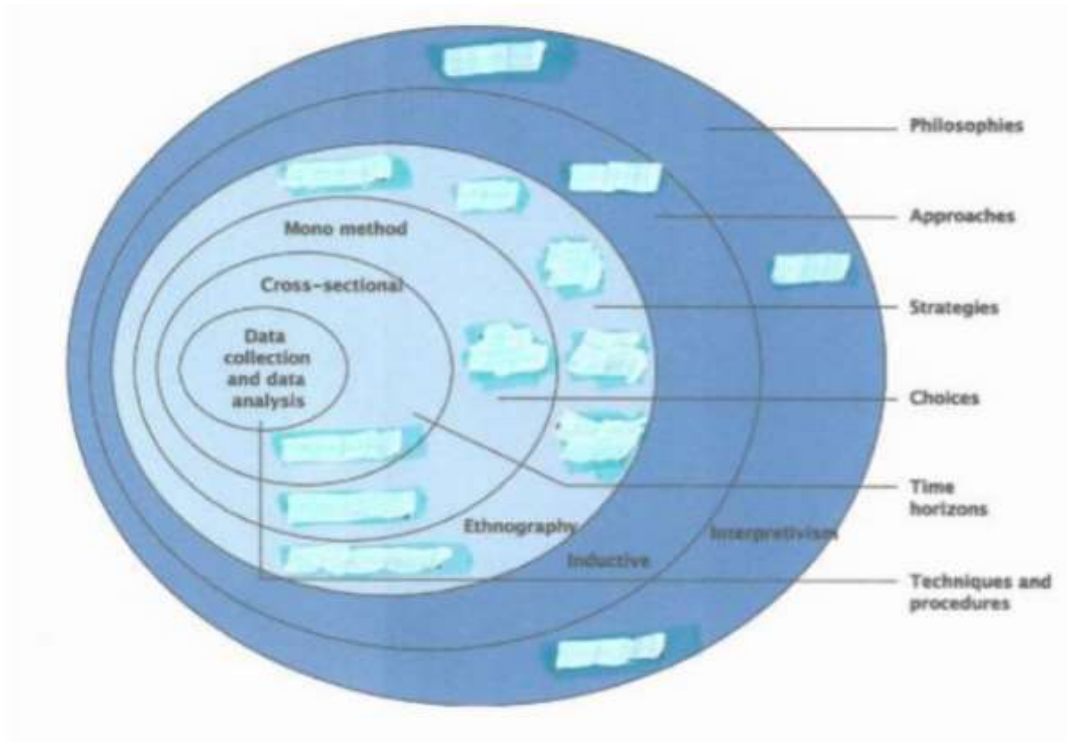 Philosophies
Approaches
Mono method
Cross-sectional
Strategies
Data
collection
and data
analysis
Choices
Time
horizons
Ethnography
Interpretivism
Inductive
Techniques and
procedures